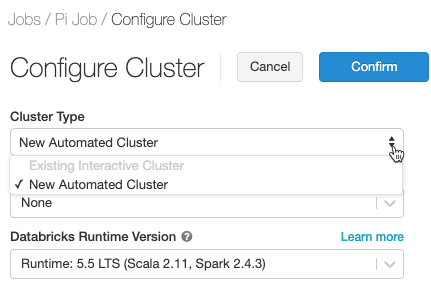 Jobs / Pi Job / Configure Cluster /
Configure Cluster
Cancel
Confirm
Cluster Type
New Automated Cluster
Existing Interactive Cluster
✓ New Automated Cluster
None
Databricks Runtime Version ?
Learn more
Runtime: 5.5 LTS (Scala 2.11, Spark 2.4.3)